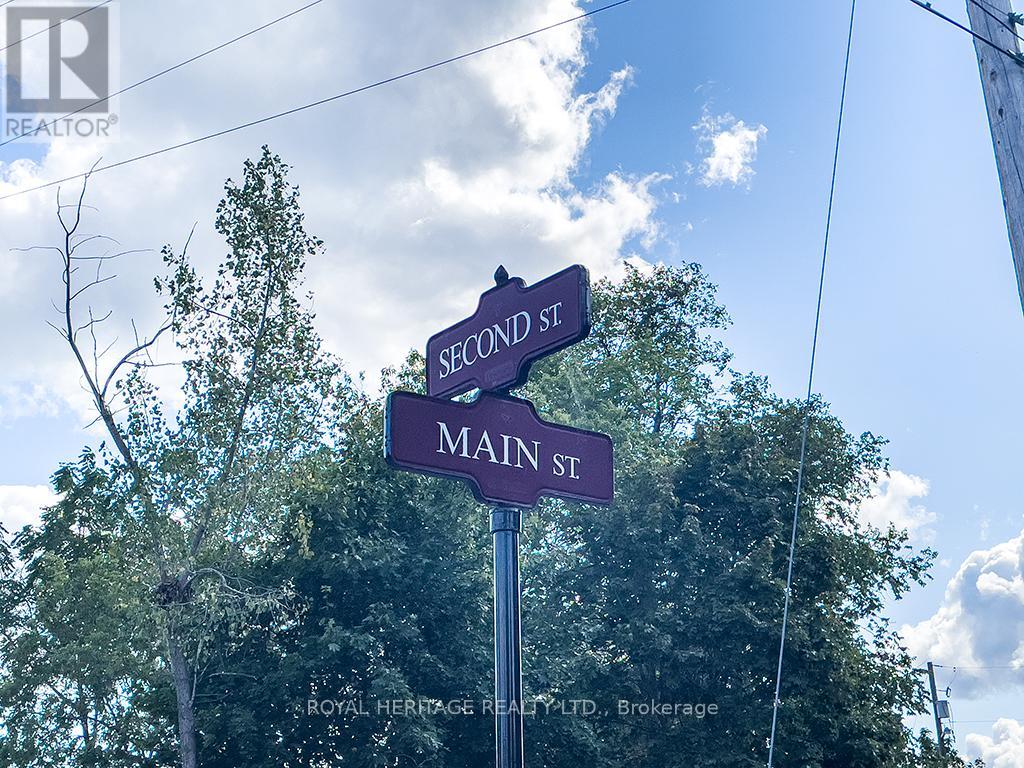 R
REALTOR®
SECOND ST.
MAIN ST.
ROYAL HERITAGE REALTY LTD., Brokerage